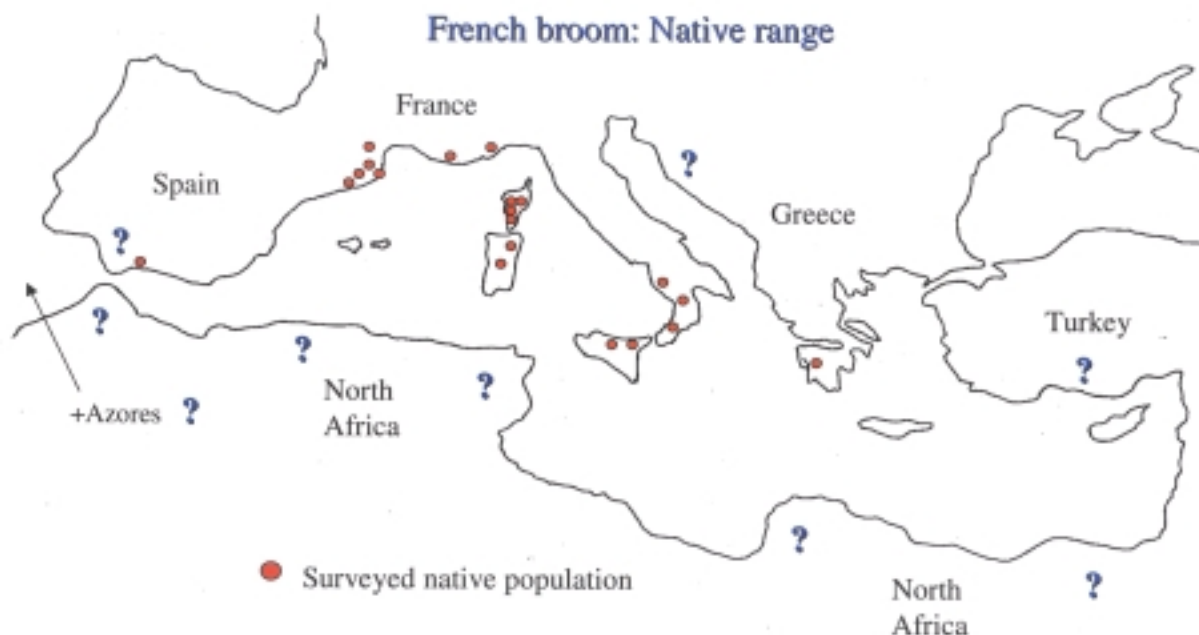 French broom: Native range
France
?
Spain
Greece
?
?
Turkey
?
?
North
Africa
?
+Azores ?
?
Surveyed native population
?
North
Africa